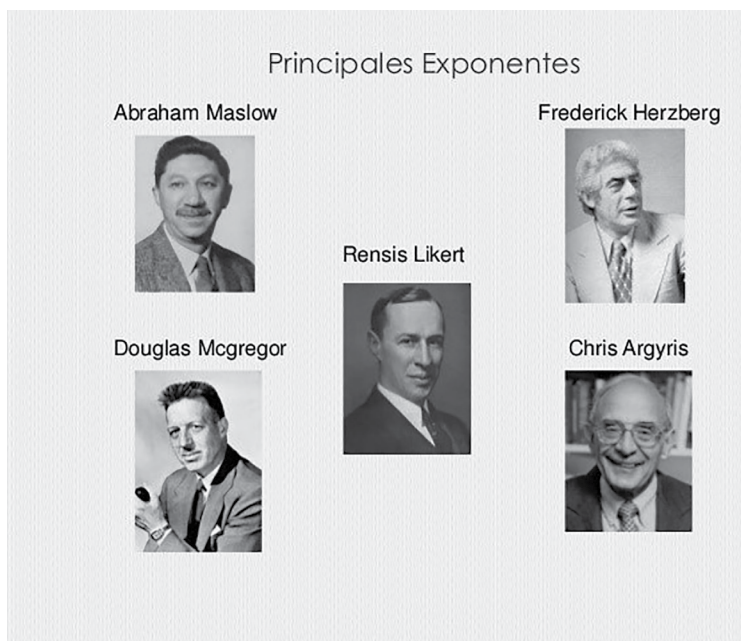 Principales Exponentes
Abraham Maslow
Frederick Herzberg
Rensis Likert
Douglas Mcgregor
Chris Argyris